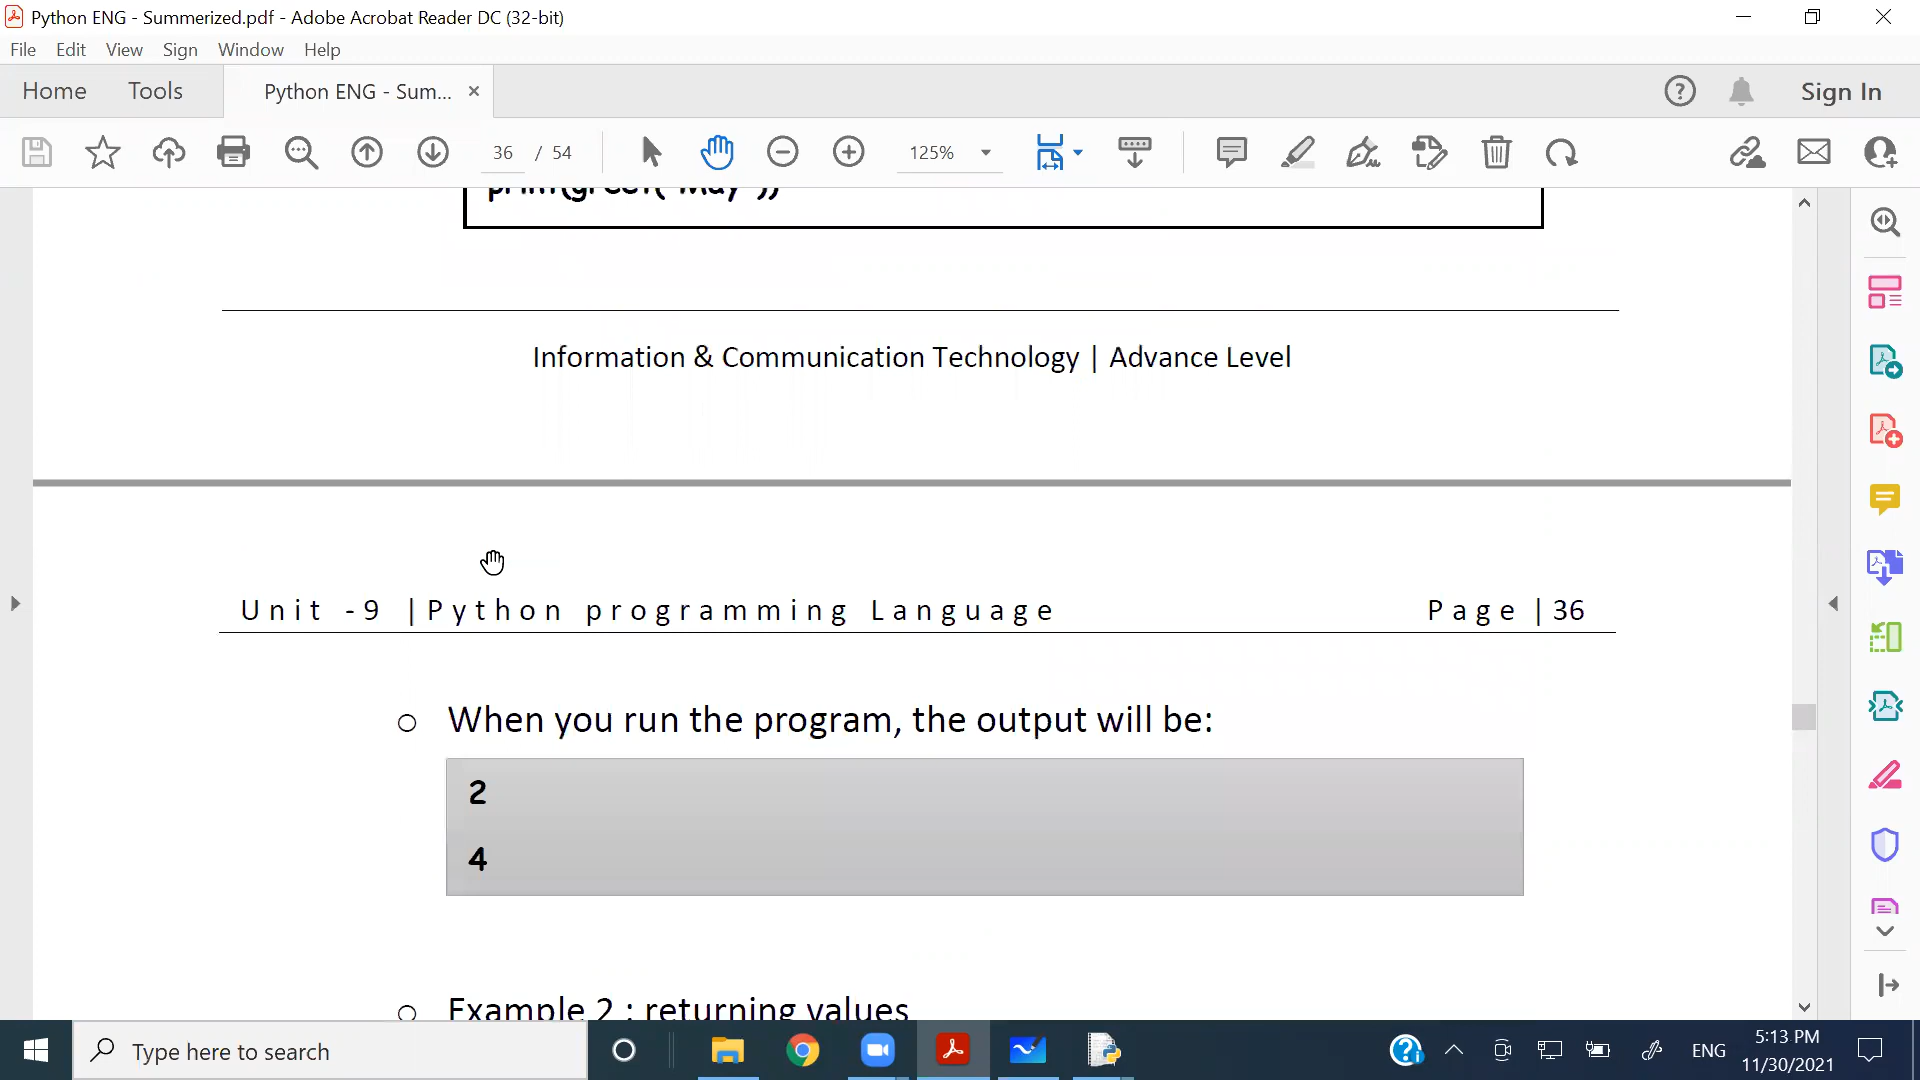 Python ENG - Summerized.pdf - Adobe Acrobat Reader DC (32-bit)
File Edit View Sign Window Help
Home Tools Python ENG - Sum... × Sign In
36 / 54 125%
print(greet("May"))
Information & Communication Technology | Advance Level
Unit -9 |Python programming Language Page |36
o When you run the program, the output will be:
2
4
o Example 2 : returning values
Type here to search
ENG
5:13 PM
11/30/2021